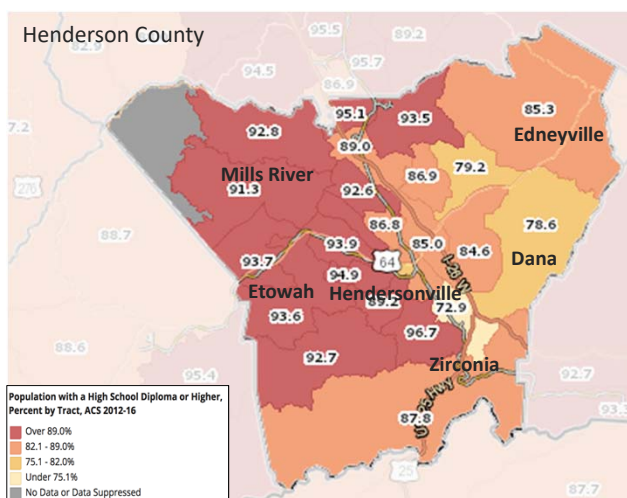 Henderson County
82.9
95.5
89.2
94.5
95.7
86.9
7.2
95.1
93.5
85.3
92.8
Edneyville
89.0
79.2
86.9
276
Mills River
91.3
92.6
78.6
86.8
88.7
93.9
85.0
84.6
I-26 W
93.7
64
Dana
94.9
Etowah
Hendersonville
89.2
72.9
93.6
96.7
88.6
92.7
Zirconia
92.7
95.4
87.8
93.3
25
87.7
Population with a High School Diploma or Higher,
Percent by Tract, ACS 2012-16
Over 89.0%
82.1 - 89.0%
75.1 - 82.0%
Under 75.1%
No Data or Data Suppressed